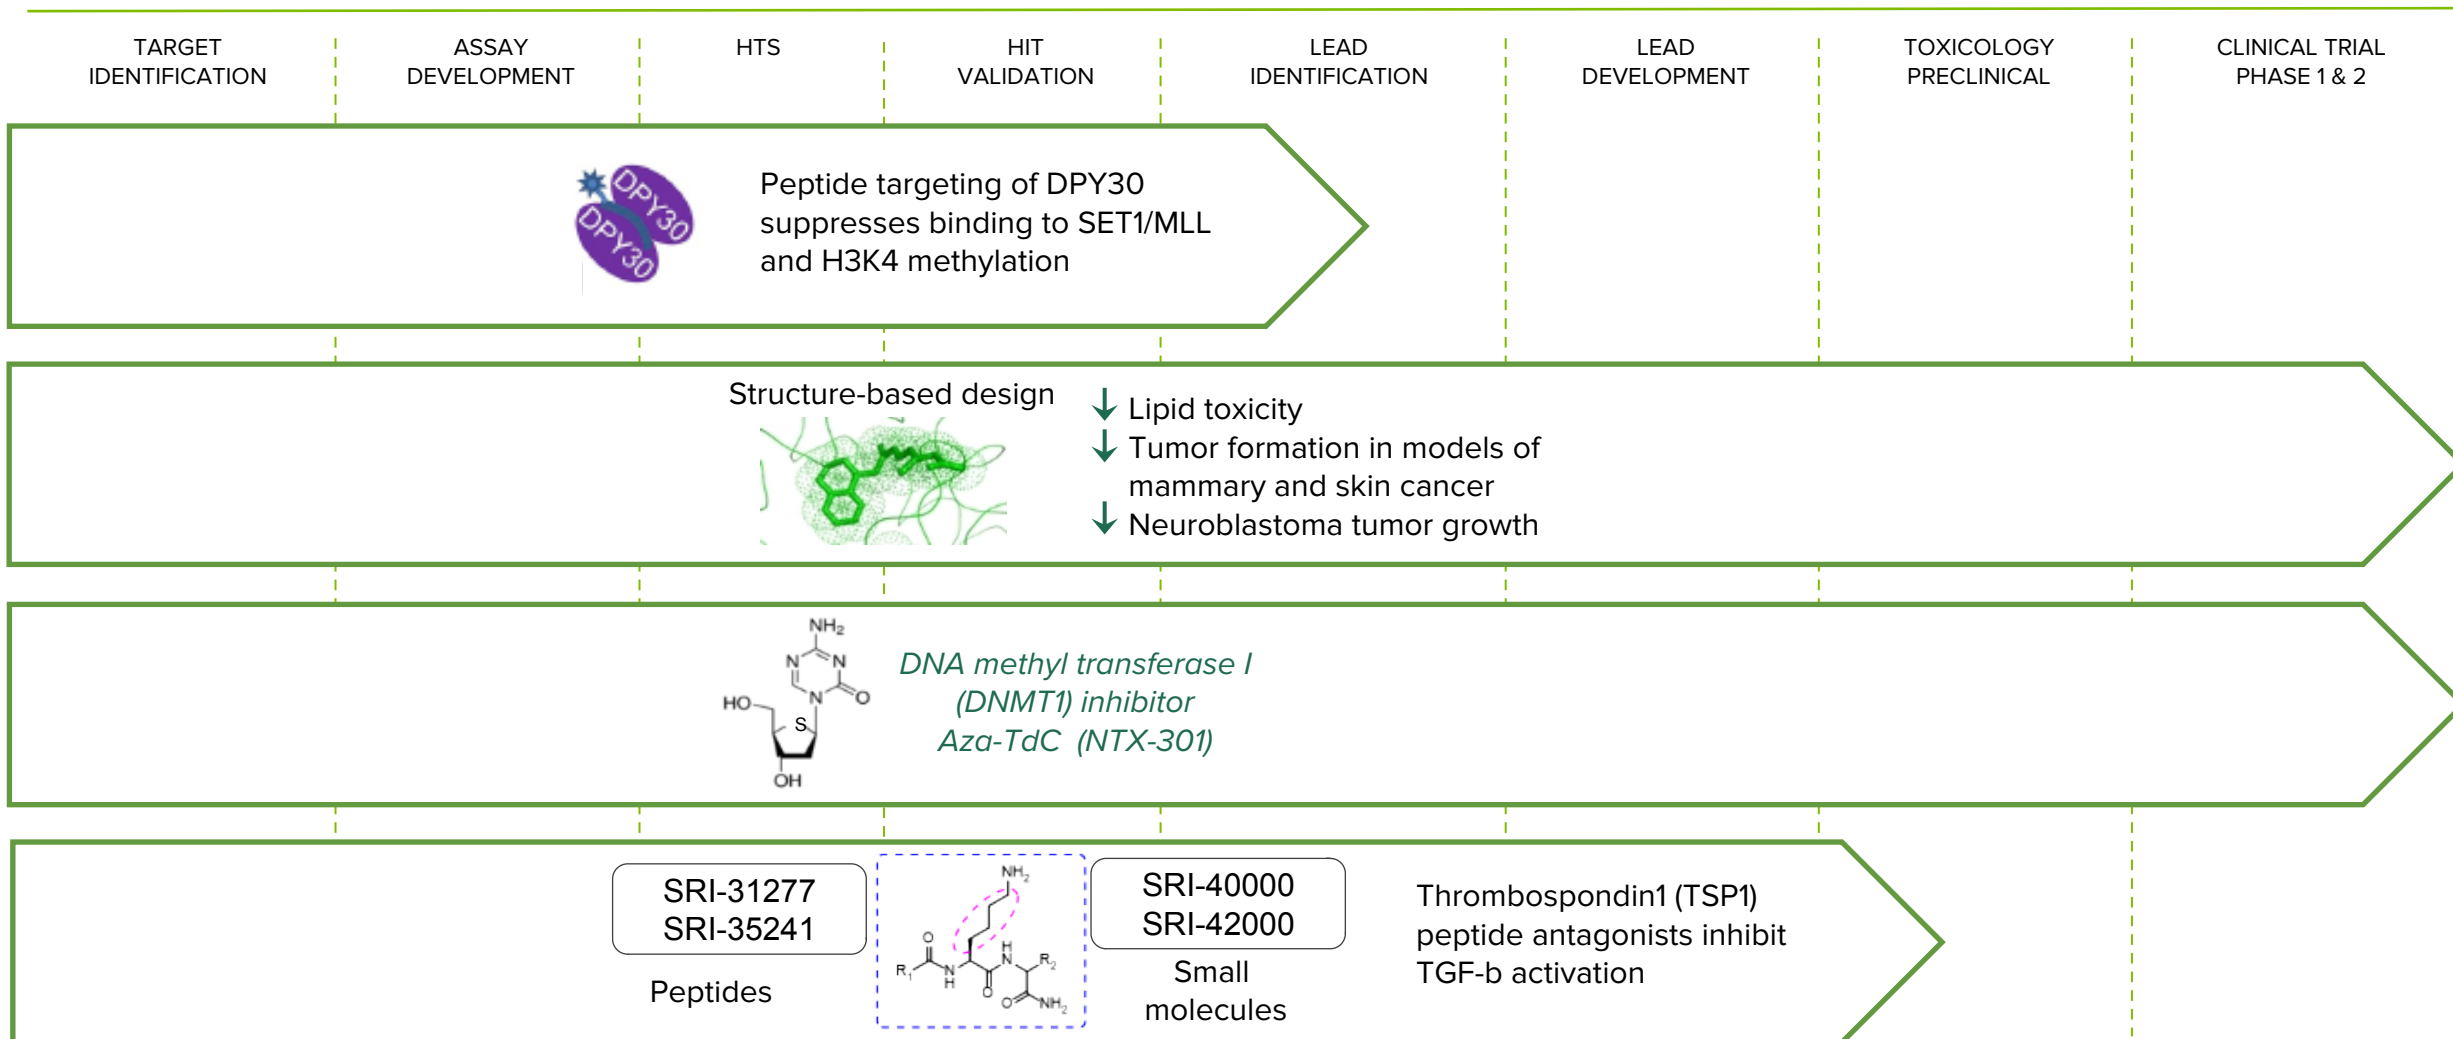 TARGET
IDENTIFICATION
ASSAY
DEVELOPMENT
HTS
HIT
VALIDATION
LEAD
IDENTIFICATION
LEAD
DEVELOPMENT
TOXICOLOGY
PRECLINICAL
CLINICAL TRIAL
PHASE 1 & 2
DPY30
DPY30
Peptide targeting of DPY30
suppresses binding to SET1/MLL
and H3K4 methylation
Structure-based design
↓ Lipid toxicity
↓ Tumor formation in models of
mammary and skin cancer
↓ Neuroblastoma tumor growth
NH₂
N
N
N
O
HO
S
OH
DNA methyl transferase I
(DNMT1) inhibitor
Aza-TdC (NTX-301)
SRI-31277
SRI-35241
Peptides
NH₂
O
H
N
R₂
R₁
N
H
O
O
NH₂
SRI-40000
SRI-42000
Small
molecules
Thrombospondin1 (TSP1)
peptide antagonists inhibit
TGF-b activation